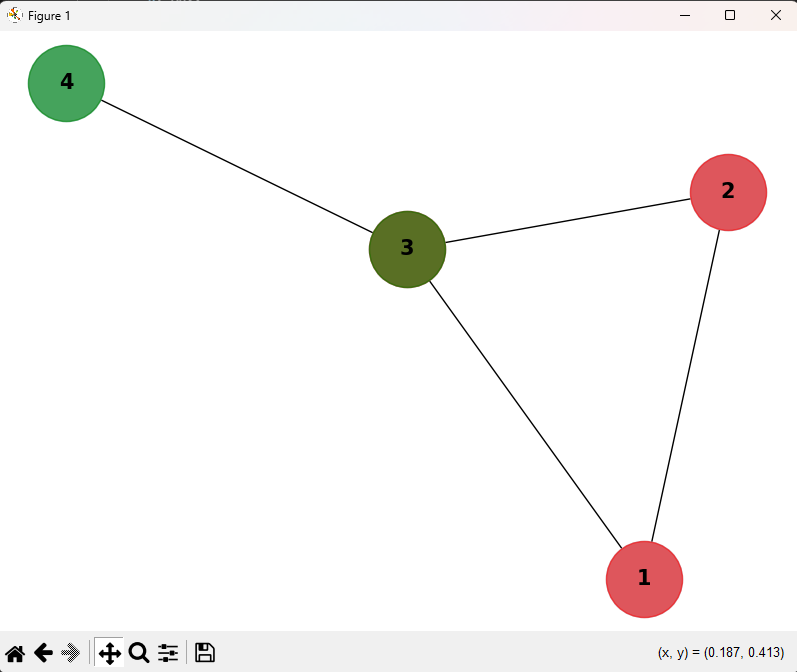 Figure 1
4
2
3
1
(x, y) = (0.187, 0.413)